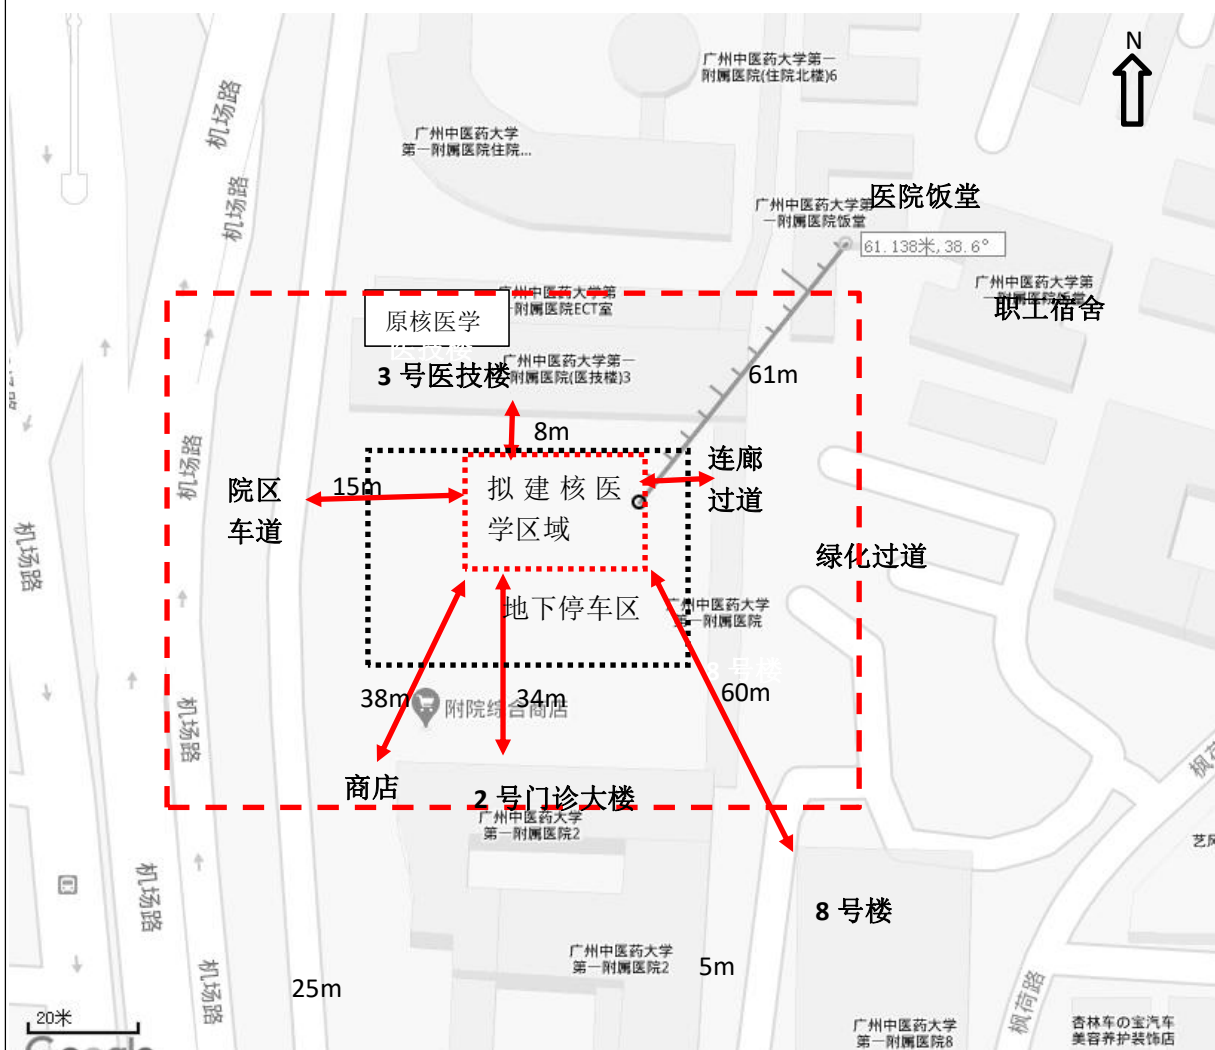 N
广州中医药大学第一
附属医院(住院北楼)6
机场路
广州中医药大学
第一附属医院住院...
机场路
医院饭堂
广州中医药大学第
一附属医院饭堂
61.138米, 38.6°
广州中医药大学第
职工宿舍
广州中医药大学第
一附属医院ECT室
原核医学
医技楼
广州中医药大学第一
附属医院(医技楼)3
3 号医技楼
61m
8m
机场路
院区
车道
15m
拟建核医
学区域
连廊
过道
机场路
绿化过道
地下停车区
广州中医药大学
第一附属医院
号楼
38m
附院综合商店
34m
60m
机场路
商店
2 号门诊大楼
广州中医药大学
第一附属医院2
枫荷
艺风
机场路
8 号楼
广州中医药大学
第一附属医院2
5m
机场路
25m
枫荷路
20米
广州中医药大学
第一附属医院8
杏林车の宝汽车
美容养护装饰店
Google